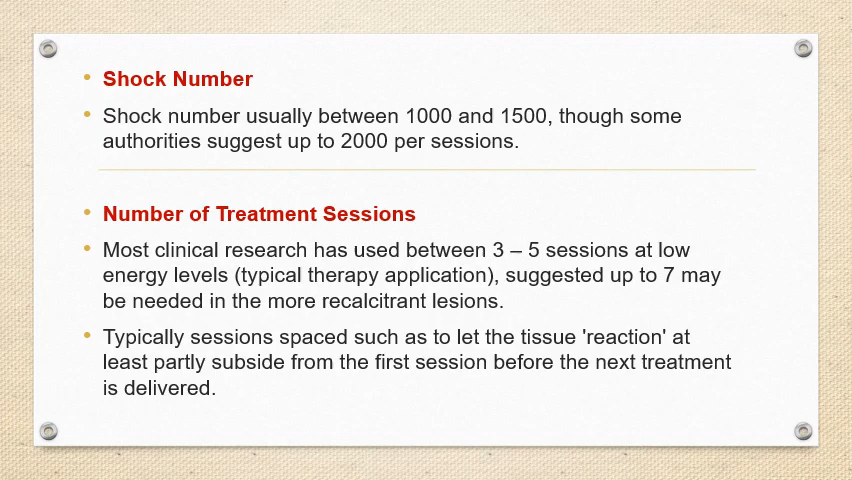 Shock Number
Shock number usually between 1000 and 1500, though some
authorities suggest up to 2000 per sessions.
Number of Treatment Sessions
Most clinical research has used between 3 – 5 sessions at low
energy levels (typical therapy application), suggested up to 7 may
be needed in the more recalcitrant lesions.
Typically sessions spaced such as to let the tissue 'reaction' at
least partly subside from the first session before the next treatment
is delivered.